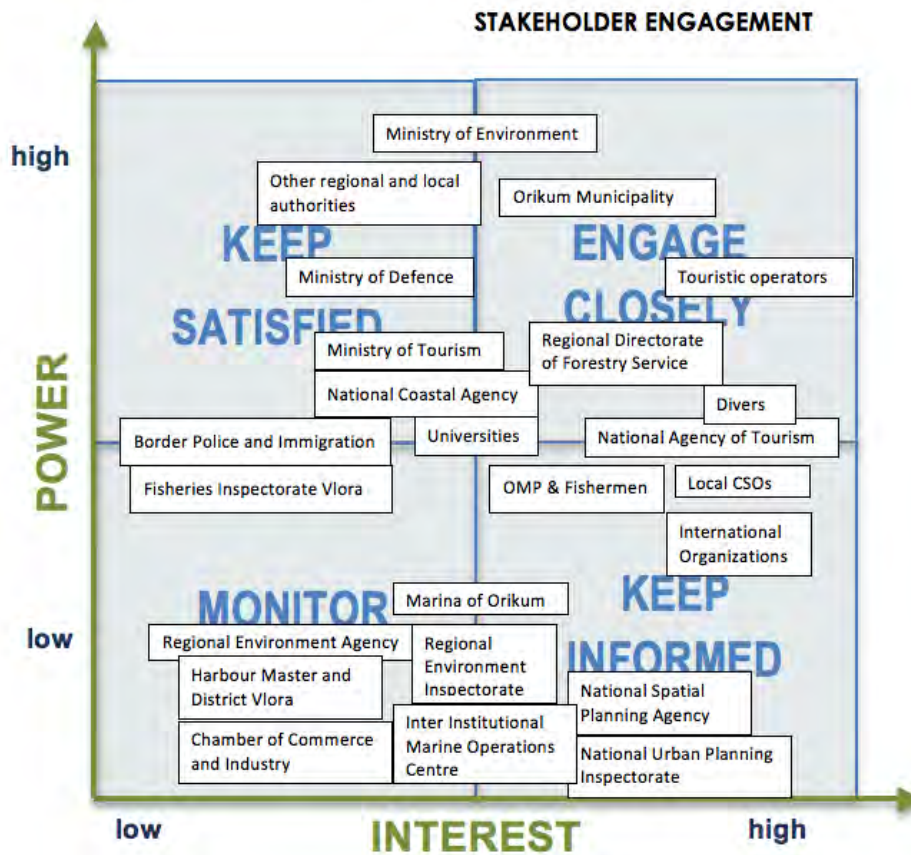 STAKEHOLDER ENGAGEMENT
high
Ministry of Environment
Other regional and local
authorities
Orikum Municipality
KEEP
SATISFIED
ENGAGE
CLOSELY
Ministry of Defence
Touristic operators
Ministry of Tourism
Regional Directorate
of Forestry Service
National Coastal Agency
Divers
POWER
Border Police and Immigration
Universities
National Agency of Tourism
Fisheries Inspectorate Vlora
OMP & Fishermen
Local CSOs
International
Organizations
MONITOR
Marina of Orikum
KEEP
INFORMED
low
Regional Environment Agency
Regional
Environment
Inspectorate
Harbour Master and
District Vlora
National Spatial
Planning Agency
Chamber of Commerce
and Industry
Inter Institutional
Marine Operations
Centre
National Urban Planning
Inspectorate
low
INTEREST
high